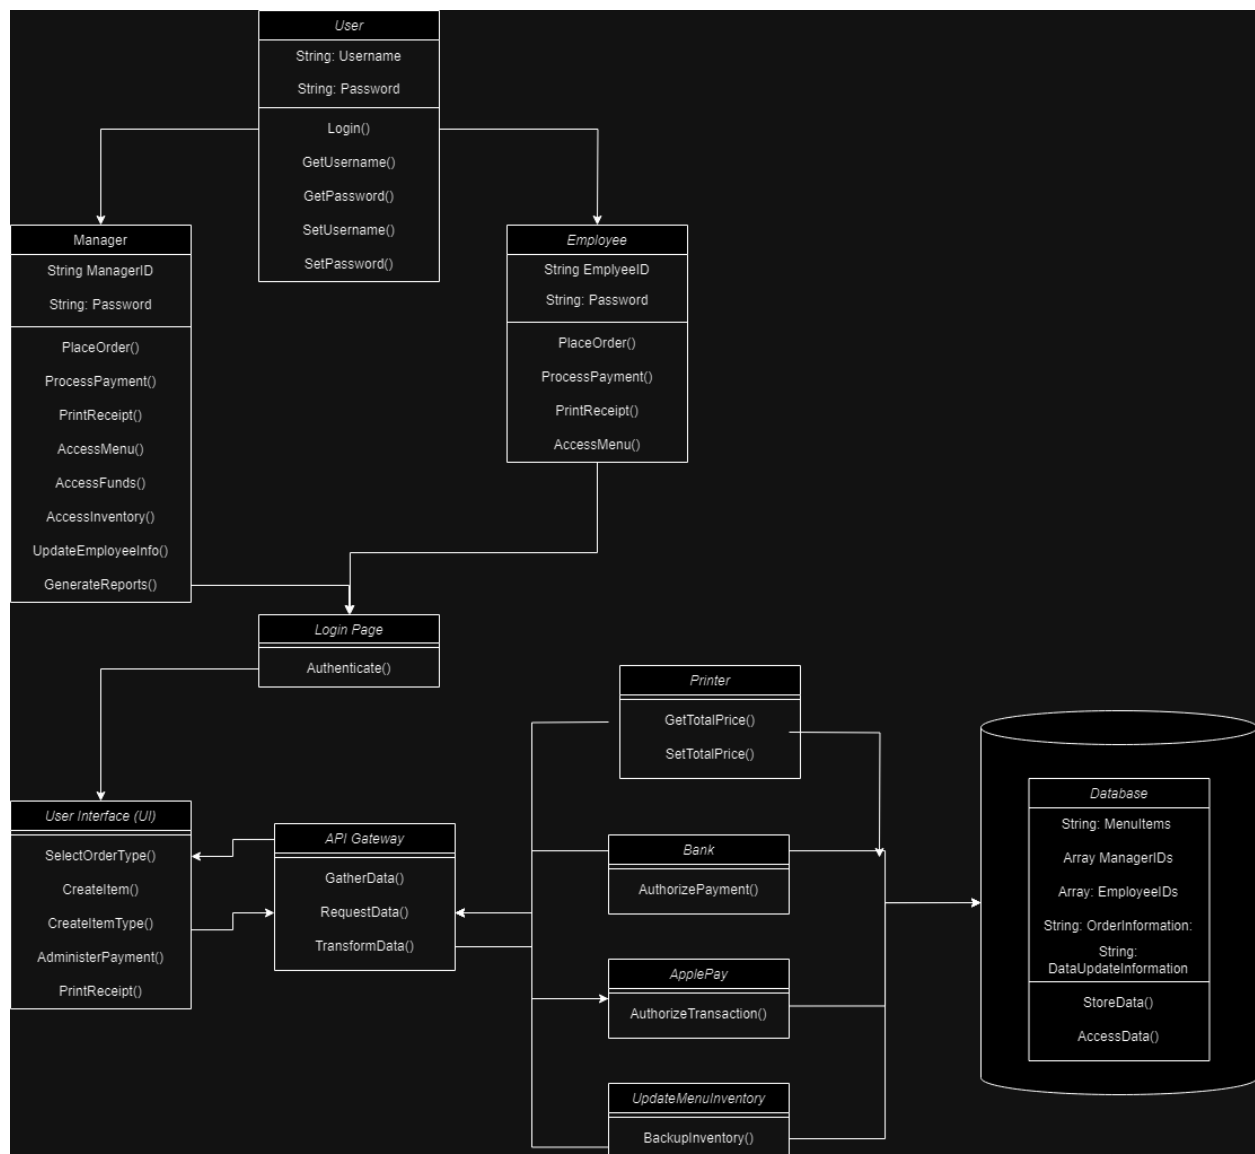 User
String: Username
String: Password
Login()
GetUsername()
GetPassword()
SetUsername()
SetPassword()
Manager
String ManagerID
String: Password
PlaceOrder()
ProcessPayment()
PrintReceipt()
AccessMenu()
AccessFunds()
AccessInventory()
UpdateEmployeeInfo()
GenerateReports()
Employee
String EmplyeeID
String: Password
PlaceOrder()
ProcessPayment()
PrintReceipt()
AccessMenu()
Login Page
Authenticate()
User Interface (UI)
SelectOrderType()
CreateItem()
CreateItemType()
AdministerPayment()
PrintReceipt()
API Gateway
GatherData()
RequestData()
TransformData()
Printer
GetTotalPrice()
SetTotalPrice()
Bank
AuthorizePayment()
ApplePay
AuthorizeTransaction()
UpdateMenuInventory
BackupInventory()
Database
String: MenuItems
Array ManagerIDs
Array: EmployeeIDs
String: OrderInformation:
String:
DataUpdateInformation
StoreData()
AccessData()